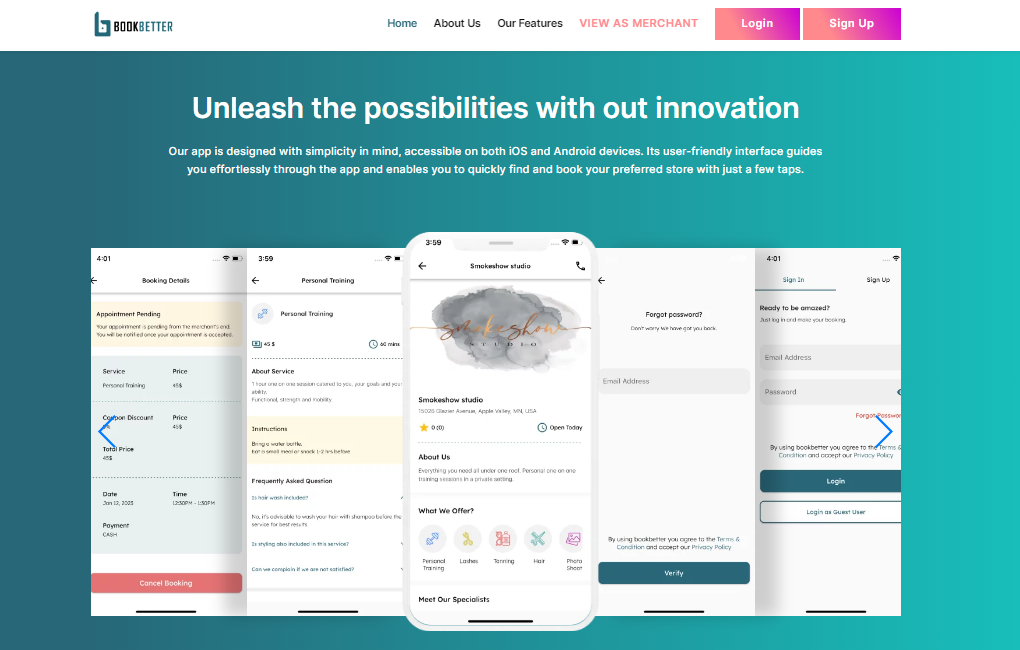 BOOKBETTER
Home
About Us
Our Features
VIEW AS MERCHANT
Login
Sign Up
Unleash the possibilities with out innovation
Our app is designed with simplicity in mind, accessible on both iOS and Android devices. Its user-friendly interface guides
you effortlessly through the app and enables you to quickly find and book your preferred store with just a few taps.
4:01
Booking Details
Appointment Pending
Your appointment is pending from the merchant's end.
You will be notified once your appointment is accepted.
Service Price
Personal Training 45$
Coupon Discount Price
45$
Total Price
45$
Date Time
Jan 12, 2023 12:30PM - 1:30PM
Payment
CASH
Cancel Booking
3:59
Personal Training
Personal Training
45 $ 60 mins
About Service
1 hour one on one session catered to you, your goals and your
ability.
Functional, strength and mobility
Instructions
Bring a water bottle.
Eat a small meal or snack 1-2 hrs before
Frequently Asked Question
Is hair wash included?
No, it's advisable to wash your hair with shampoo before the
service for best results
Is styling also included in this service?
Can we complain if we are not satisfied?
3:59
Smokeshow studio
smokeshow
STUDIO
Smokeshow studio
15026 Glazier Avenue, Apple Valley, MN, USA
0 (0) Open Today
About Us
Everything you need all under one roof. Personal one on one
training sessions in a private setting.
What We Offer?
Personal
Training
Lashes
Tanning
Hair
Photo
Shoot
Meet Our Specialists
Forgot password?
Don't worry We have got you back.
Email Address
By using bookbetter you agree to the Terms &
Condition and accept our Privacy Policy
Verify
4:01
Sign In Sign Up
Ready to be amazed?
Just log in and make your booking.
Email Address
Password
Forgot Password
By using bookbetter you agree to the Terms &
Condition and accept our Privacy Policy
Login
Login as Guest User